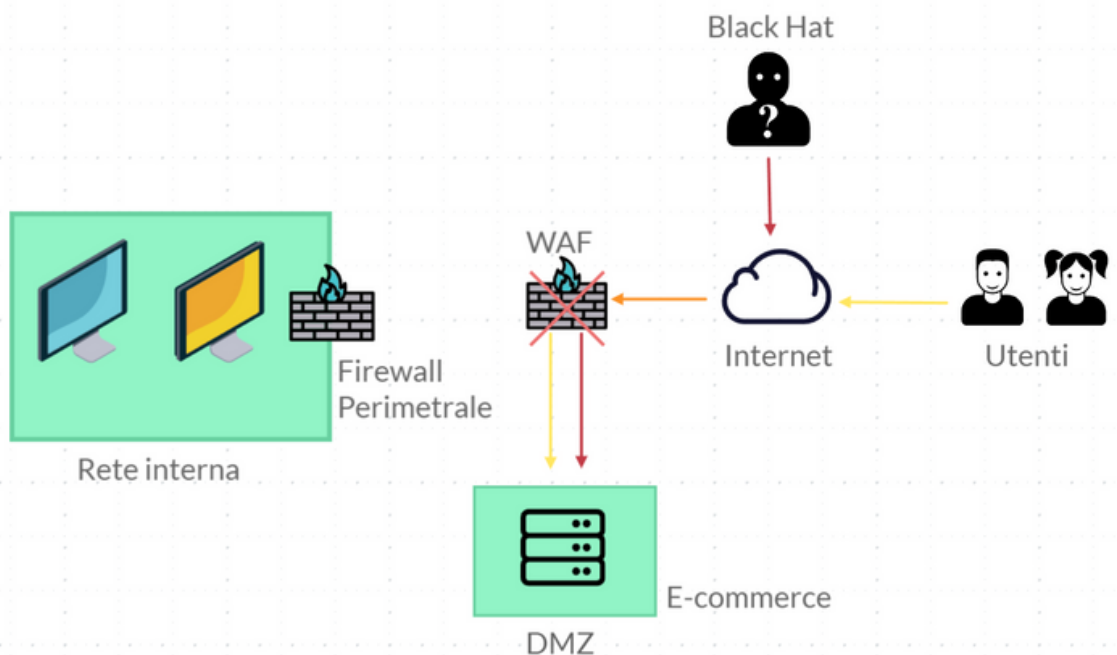 Black Hat
?
WAF
Internet
Utenti
Firewall
Perimetrale
Rete interna
E-commerce
DMZ